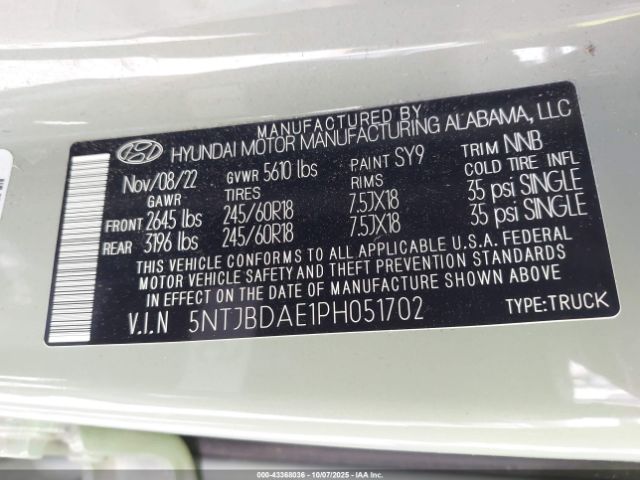 MANUFACTURED BY
HYUNDAI MOTOR MANUFACTURING ALABAMA, LLC
Nov/08/22 GVWR 5610 lbs PAINT SY9 TRIM NNB
GAWR TIRES RIMS COLD TIRE INFL
FRONT 2645 lbs 245/60R18 7.5JX18 35 psi SINGLE
REAR 3196 lbs 245/60R18 7.5JX18 35 psi SINGLE
THIS VEHICLE CONFORMS TO ALL APPLICABLE U.S.A. FEDERAL
MOTOR VEHICLE SAFETY AND THEFT PREVENTION STANDARDS
IN EFFECT ON THE DATE OF MANUFACTURE SHOWN ABOVE
V.I.N 5NTJBDAE1PH051702 TYPE:TRUCK
000-43368036 | 10/07/2025 | IAAI.CA